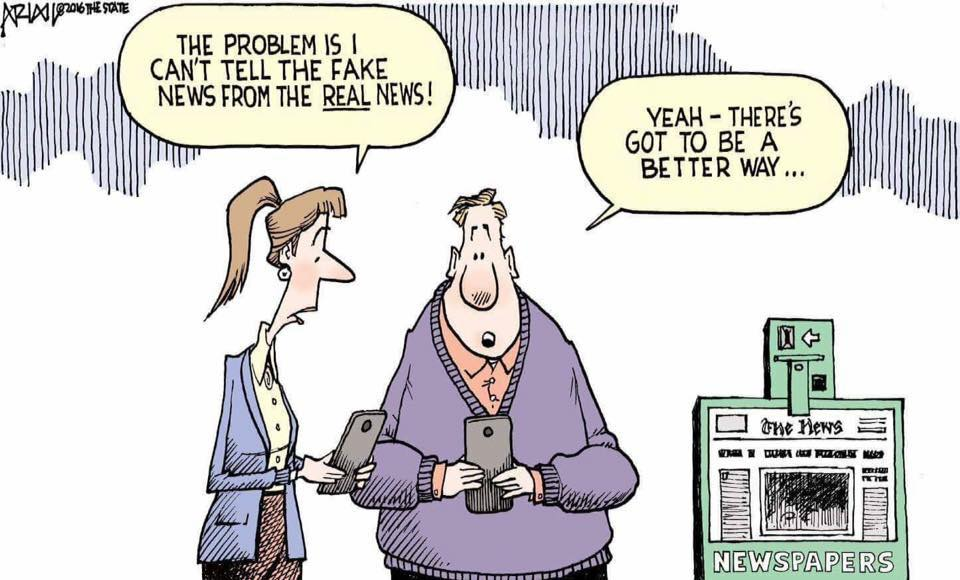 ARIAIL ©2016 THE STATE
THE PROBLEM IS I
CAN'T TELL THE FAKE
NEWS FROM THE REAL NEWS!
YEAH – THERE'S
GOT TO BE A
BETTER WAY...
The News
NEWSPAPERS